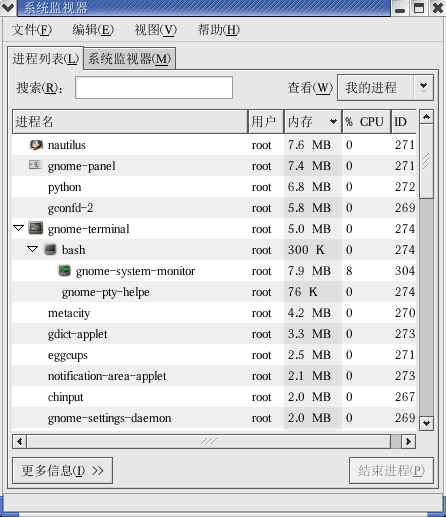 系统监视器
文件(F) 编辑(E) 视图(V) 帮助(H)
进程列表(L) 系统监视器(M)
搜索(R): 查看(W) 我的进程
进程名 用户 内存 % CPU ID
nautilus root 7.6 MB 0 271
gnome-panel root 7.4 MB 0 271
python root 6.8 MB 0 272
gconfd-2 root 5.8 MB 0 269
gnome-terminal root 5.0 MB 0 274
bash root 300 K 0 274
gnome-system-monitor root 7.9 MB 8 304
gnome-pty-helpe root 76 K 0 274
metacity root 4.2 MB 0 270
gdict-applet root 3.3 MB 0 273
eggcups root 2.5 MB 0 271
notification-area-applet root 2.1 MB 0 273
chinput root 2.0 MB 0 267
gnome-settings-daemon root 2.0 MB 0 269
更多信息(I) >> 结束进程(P)